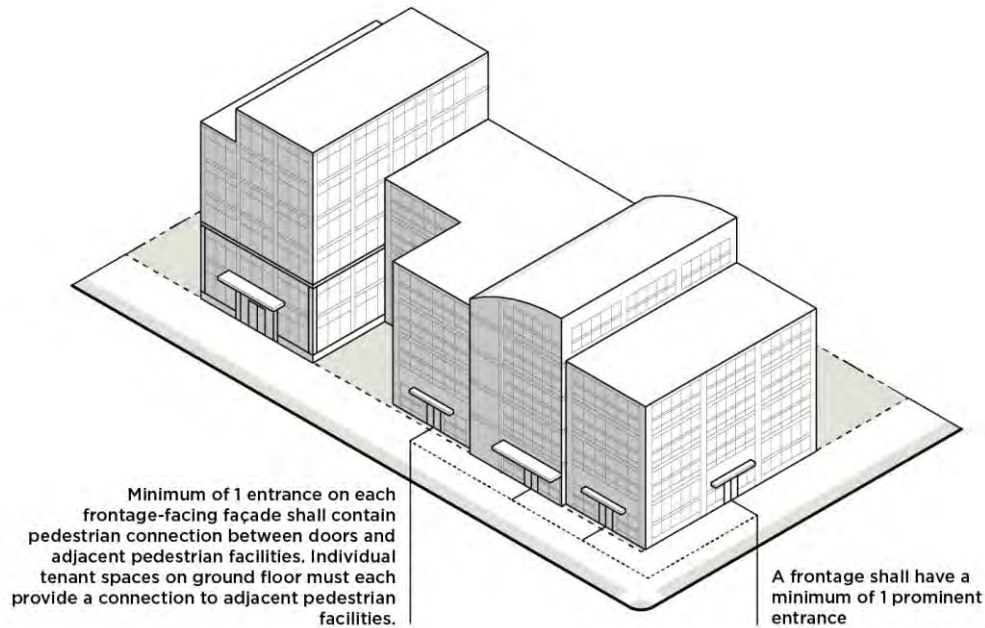 Minimum of 1 entrance on each
frontage-facing façade shall contain
pedestrian connection between doors and
adjacent pedestrian facilities. Individual
tenant spaces on ground floor must each
provide a connection to adjacent pedestrian
facilities.
A frontage shall have a
minimum of 1 prominent
entrance